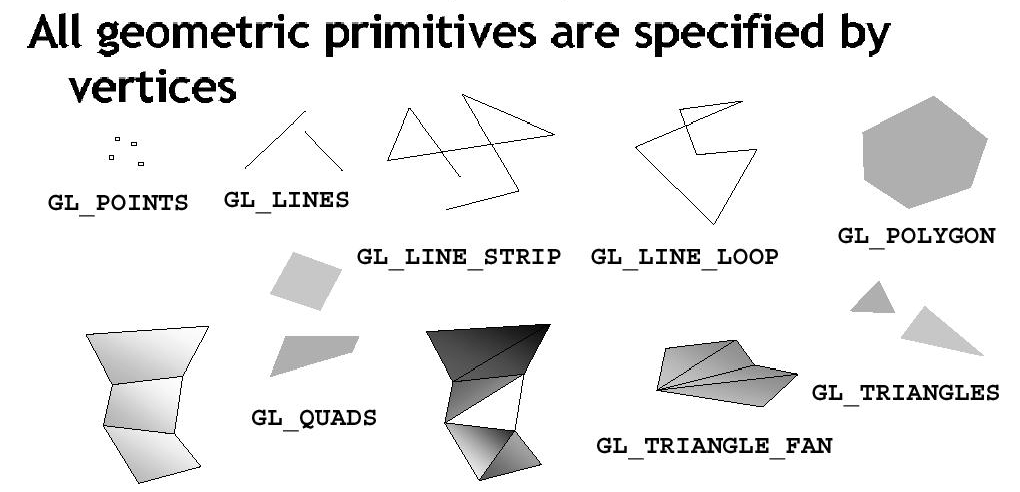 All geometric primitives are specified by
vertices
GL_POINTS
GL_LINES
GL_LINE_STRIP
GL_LINE_LOOP
GL_POLYGON
GL_QUADS
GL_TRIANGLE_FAN
GL_TRIANGLES